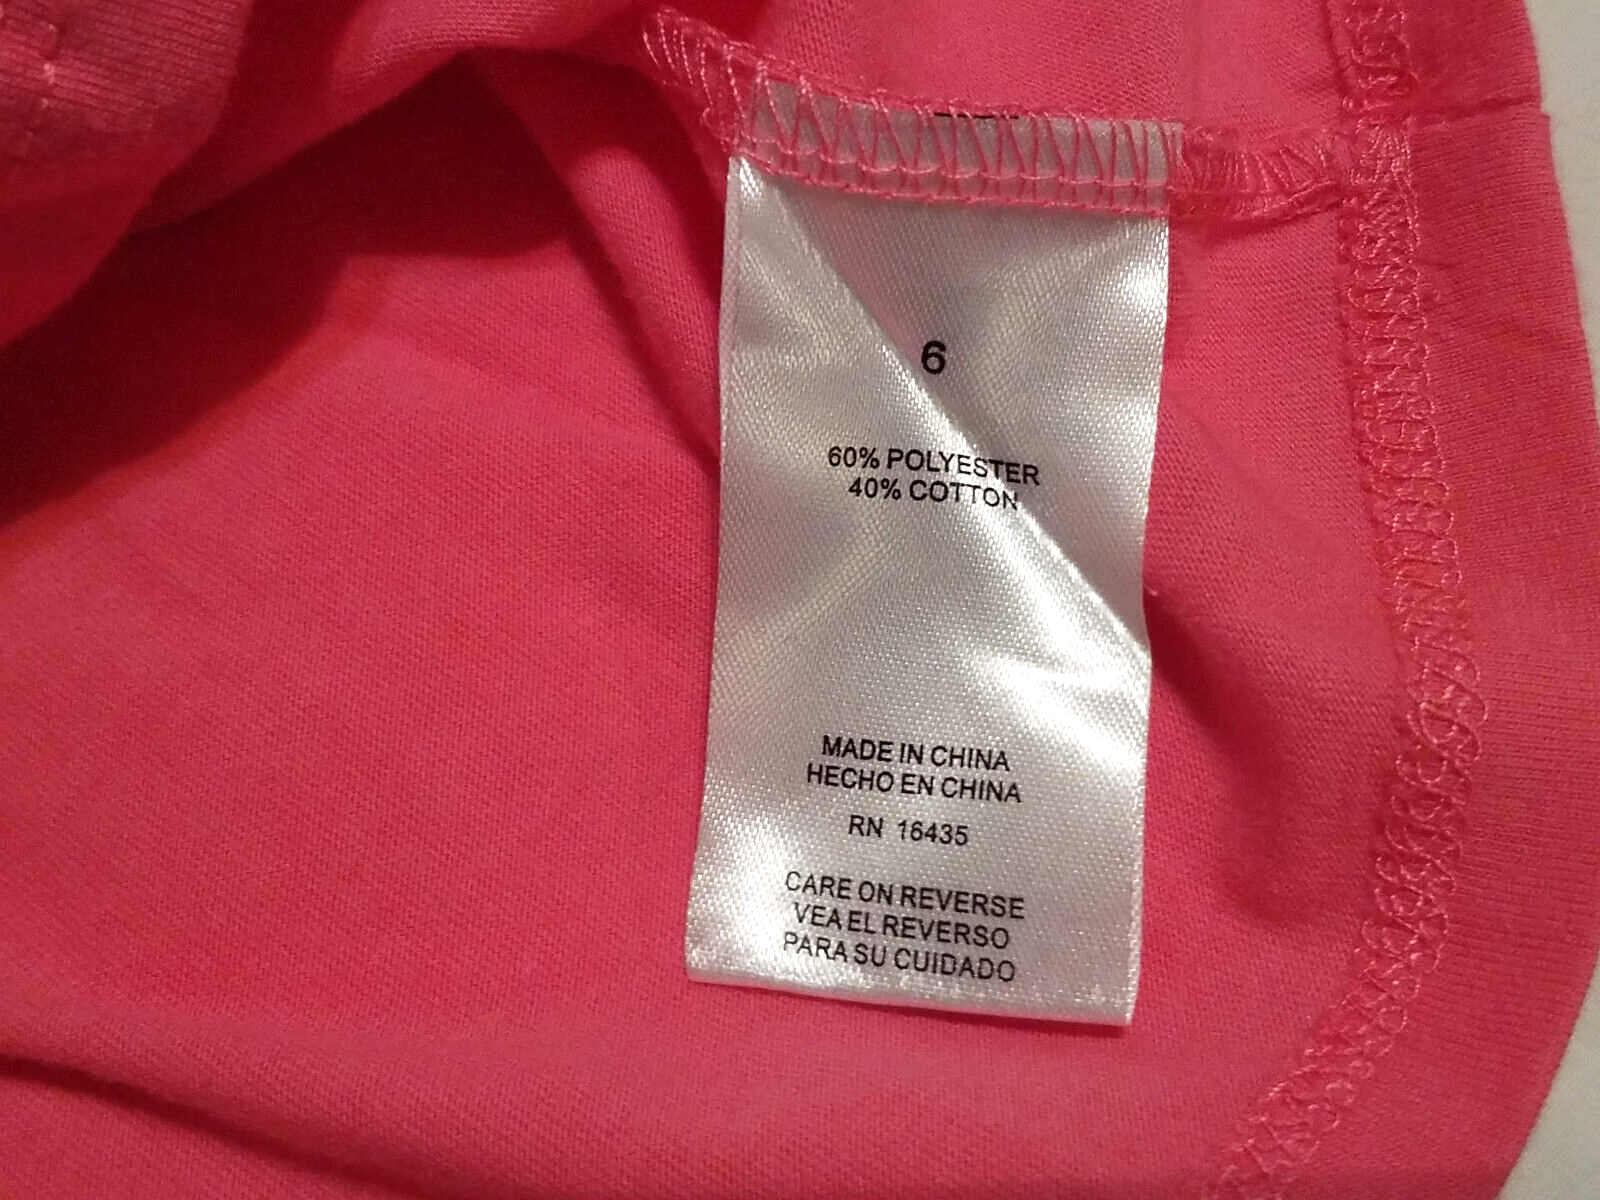 6
60% POLYESTER
40% COTTON
MADE IN CHINA
HECHO EN CHINA
RN 16435
CARE ON REVERSE
VEA EL REVERSO
PARA SU CUIDADO